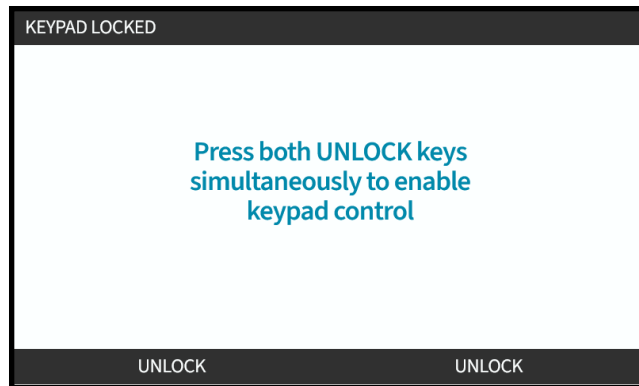 KEYPAD LOCKED
Press both UNLOCK keys
simultaneously to enable
keypad control
UNLOCK UNLOCK